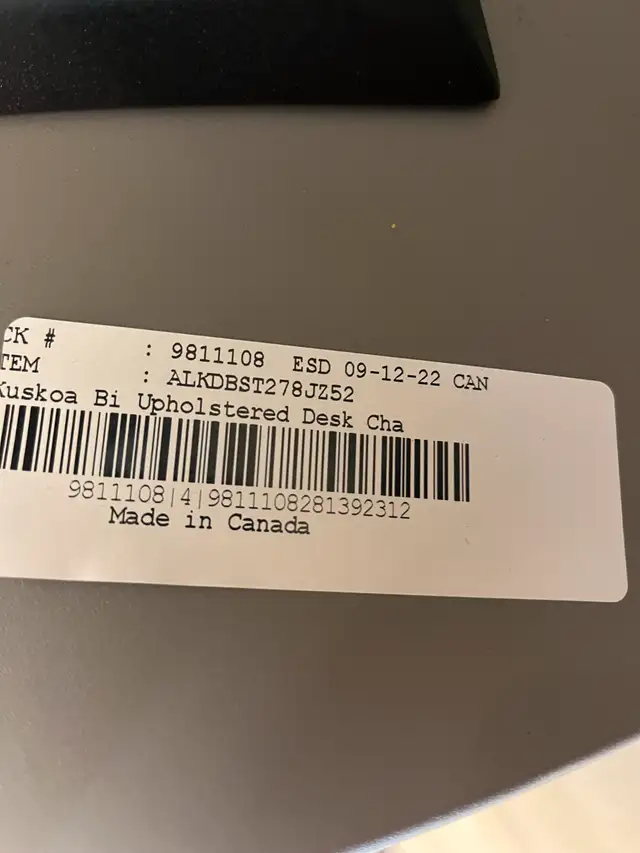 CK # : 9811108 ESD 09-12-22 CAN
TEM : ALKDBST278JZ52
Kuskoa Bi Upholstered Desk Cha
9811108|4|9811108281392312
Made in Canada